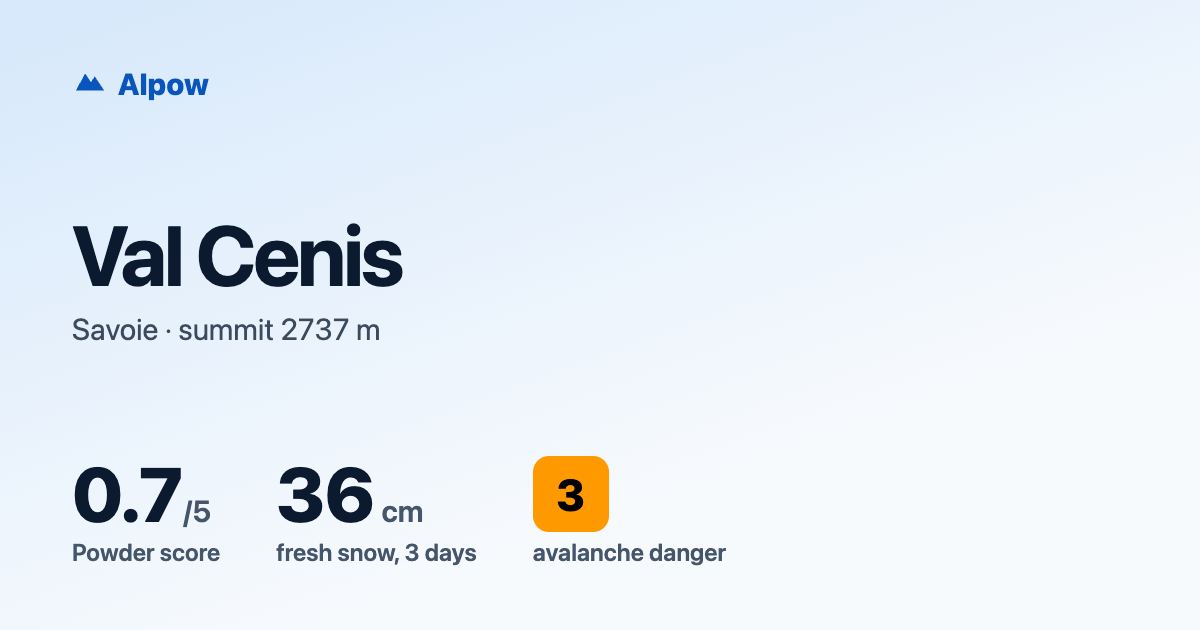 Alpow
Val Cenis
Savoie · summit 2737 m
0.7/5
Powder score
36 cm
fresh snow, 3 days
3
avalanche danger